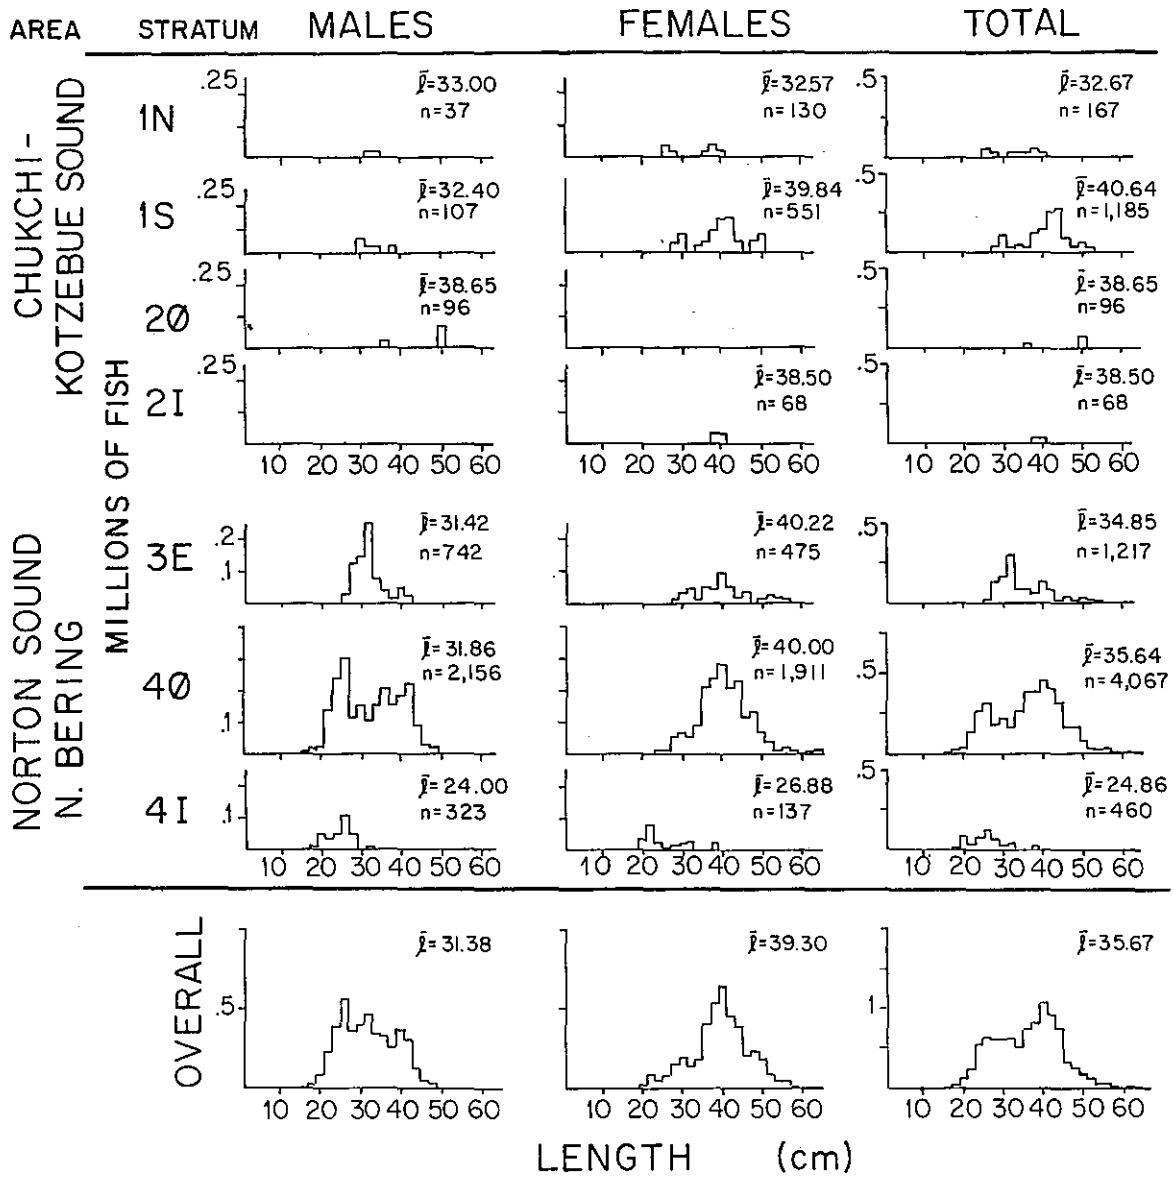 AREA STRATUM MALES FEMALES TOTAL
CHUKCHI-
KOTZEBUE SOUND
MILLIONS OF FISH
1N
.25
l̄=33.00
n=37
l̄=32.57
n=130
.5
l̄=32.67
n=167
1S
.25
l̄=32.40
n=107
l̄=39.84
n=551
.5
l̄=40.64
n=1,185
2Ø
.25
l̄=38.65
n=96
.5
l̄=38.65
n=96
2I
.25
l̄=38.50
n=68
.5
l̄=38.50
n=68
10 20 30 40 50 60
10 20 30 40 50 60
10 20 30 40 50 60
NORTON SOUND
N. BERING
3E
.2
.1
l̄=31.42
n=742
l̄=40.22
n=475
.5
l̄=34.85
n=1,217
4Ø
.1
l̄=31.86
n=2,156
l̄=40.00
n=1,911
.5
l̄=35.64
n=4,067
4I
.1
l̄=24.00
n=323
l̄=26.88
n=137
.5
l̄=24.86
n=460
10 20 30 40 50 60
10 20 30 40 50 60
10 20 30 40 50 60
OVERALL
.5
l̄=31.38
l̄=39.30
1
l̄=35.67
10 20 30 40 50 60
10 20 30 40 50 60
10 20 30 40 50 60
LENGTH (cm)